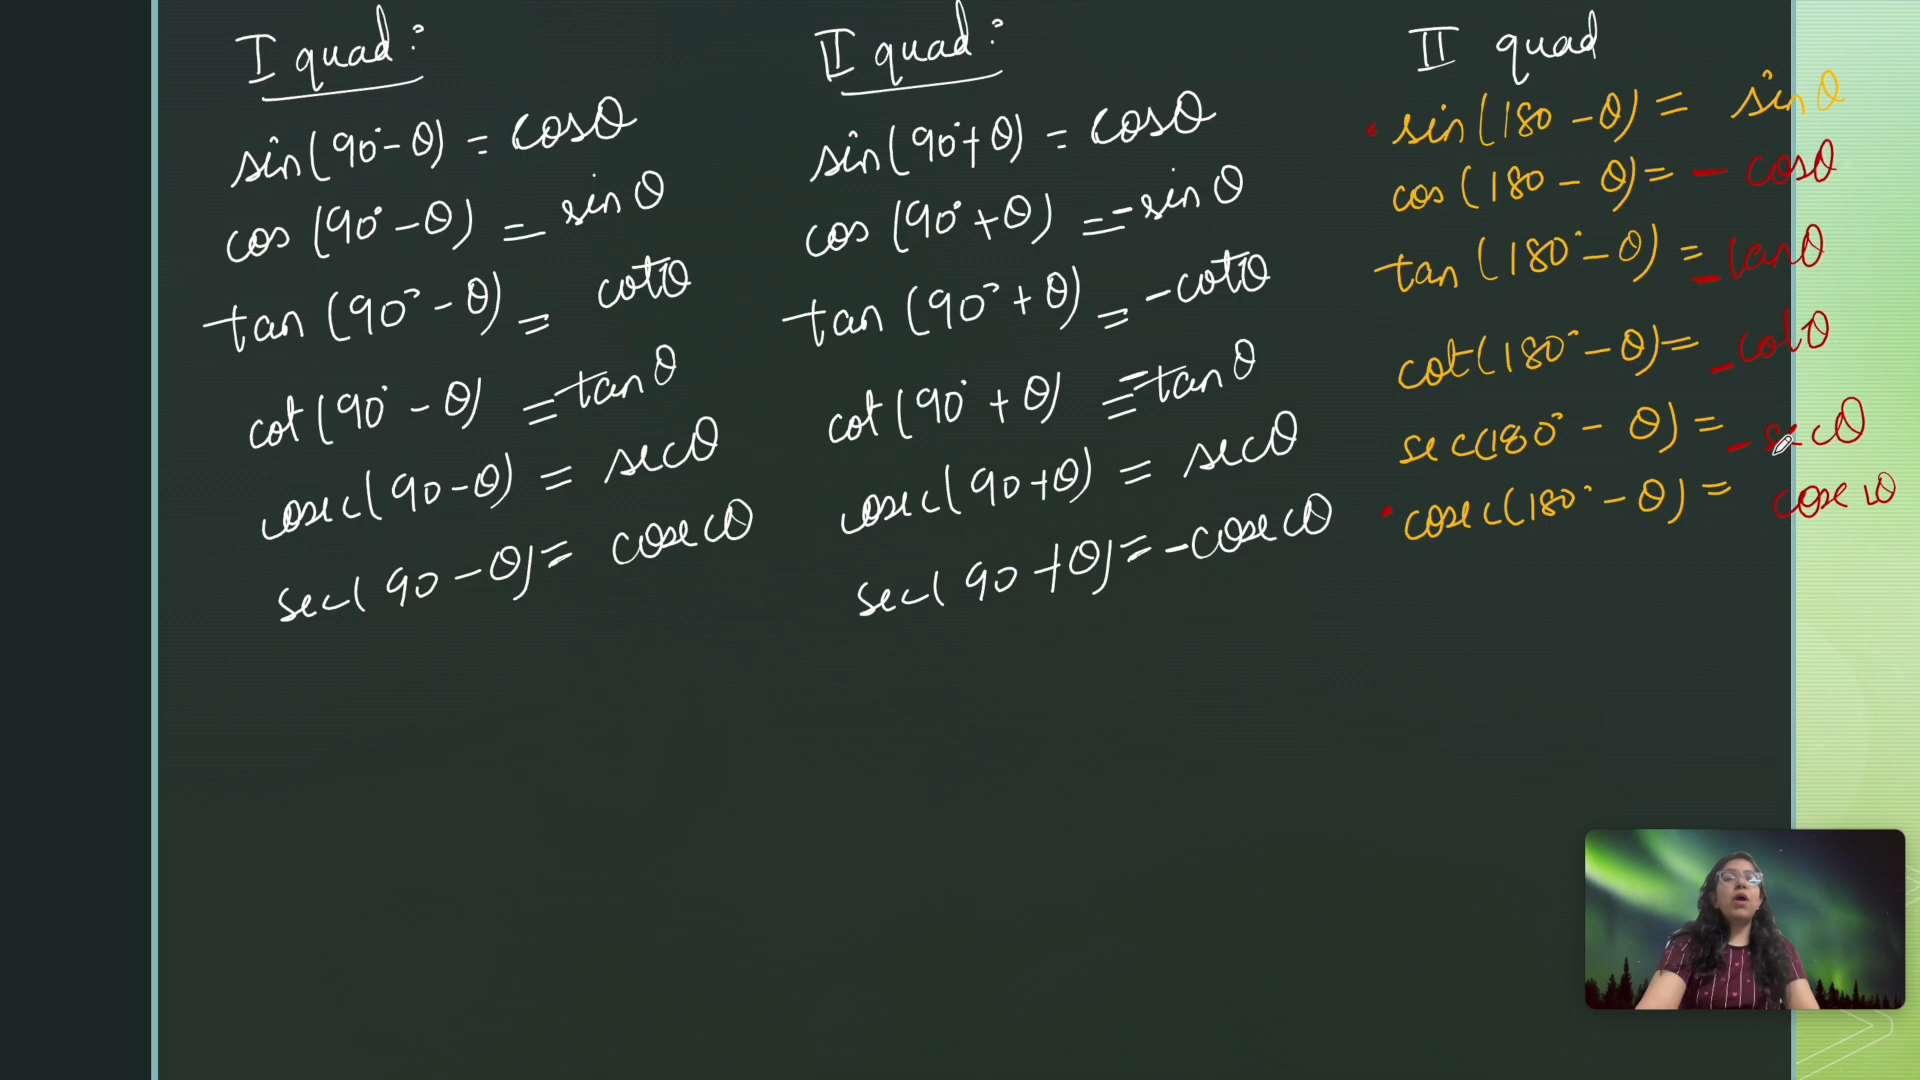 I quad:
sin(90°-θ) = cosθ
cos (90°-θ) = sinθ
tan (90° - θ) = cotθ
cot (90° - θ) = tanθ
cosec(90-θ) = secθ
sec(90-θ) = cosecθ
II quad:
sin(90°+θ) = cosθ
cos (90°+θ) = -sinθ
tan (90° + θ) = -cotθ
cot (90° + θ) = -tanθ
cosec(90+θ) = secθ
sec(90+θ) = -cosecθ
II quad
sin(180-θ) = sinθ
cos (180 - θ) = - cosθ
tan (180° - θ) = -tanθ
cot(180° - θ) = -cotθ
sec(180° - θ) = -secθ
cosec(180° - θ) = cosecθ